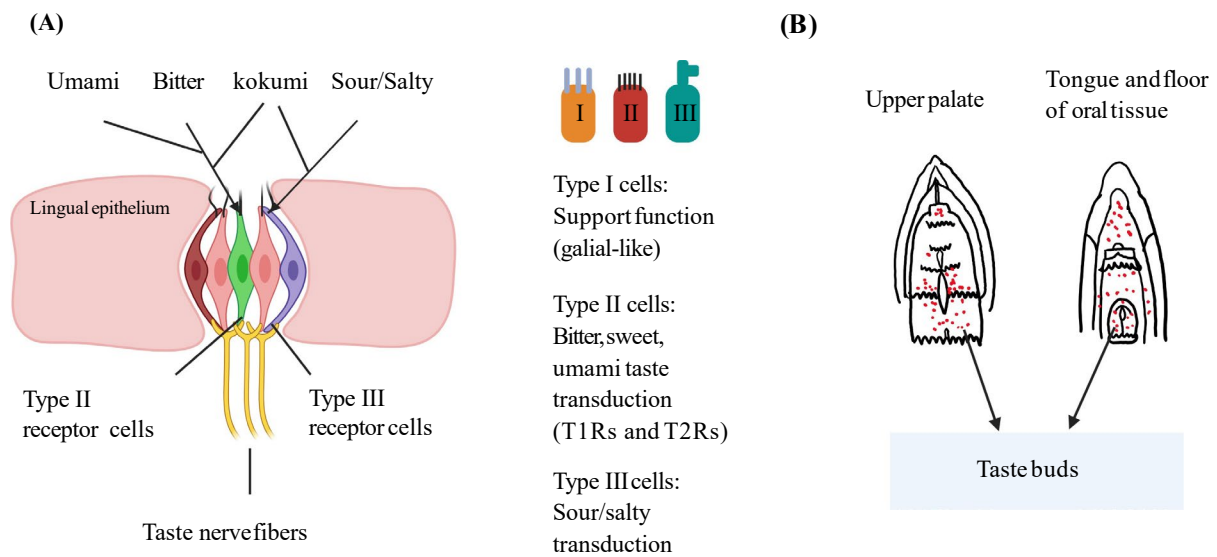 (A)
Umami Bitter kokumi Sour/Salty
Lingual epithelium
Type II
receptor cells
Type III
receptor cells
Taste nerve fibers
I II III
Type I cells:
Support function
(galial-like)
Type II cells:
Bitter, sweet,
umami taste
transduction
(T1Rs and T2Rs)
Type III cells:
Sour/salty
transduction
(B)
Upper palate
Tongue and floor
of oral tissue
Taste buds